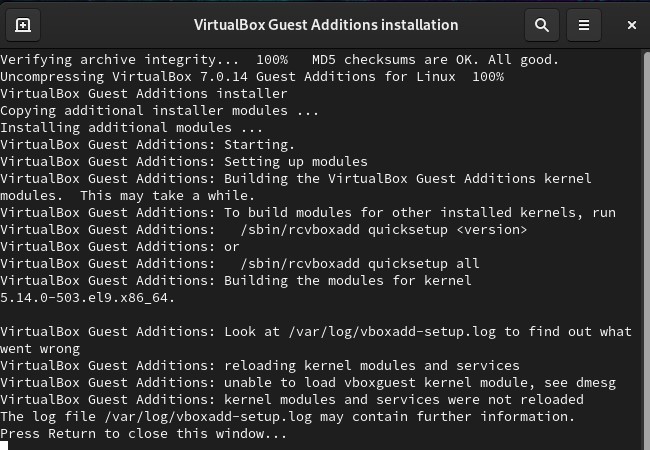 VirtualBox Guest Additions installation
Verifying archive integrity...  100%   MD5 checksums are OK. All good.
Uncompressing VirtualBox 7.0.14 Guest Additions for Linux  100%
VirtualBox Guest Additions installer
Copying additional installer modules ...
Installing additional modules ...
VirtualBox Guest Additions: Starting.
VirtualBox Guest Additions: Setting up modules
VirtualBox Guest Additions: Building the VirtualBox Guest Additions kernel
modules.  This may take a while.
VirtualBox Guest Additions: To build modules for other installed kernels, run
VirtualBox Guest Additions:   /sbin/rcvboxadd quicksetup <version>
VirtualBox Guest Additions: or
VirtualBox Guest Additions:   /sbin/rcvboxadd quicksetup all
VirtualBox Guest Additions: Building the modules for kernel
5.14.0-503.el9.x86_64.
VirtualBox Guest Additions: Look at /var/log/vboxadd-setup.log to find out what
went wrong
VirtualBox Guest Additions: reloading kernel modules and services
VirtualBox Guest Additions: unable to load vboxguest kernel module, see dmesg
VirtualBox Guest Additions: kernel modules and services were not reloaded
The log file /var/log/vboxadd-setup.log may contain further information.
Press Return to close this window...